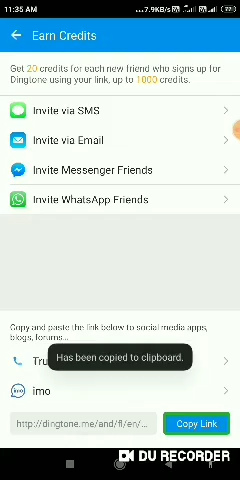 11:35 AM ...7.9KB/s
Earn Credits
Get 20 credits for each new friend who signs up for
Dingtone using your link, up to 1000 credits.
Invite via SMS
Invite via Email
Invite Messenger Friends
Invite WhatsApp Friends
Copy and paste the link below to social media apps,
blogs, forums...
Tru
Has been copied to clipboard.
imo
http://dingtone.me/and/fl/en/...
Copy Link
DU RECORDER